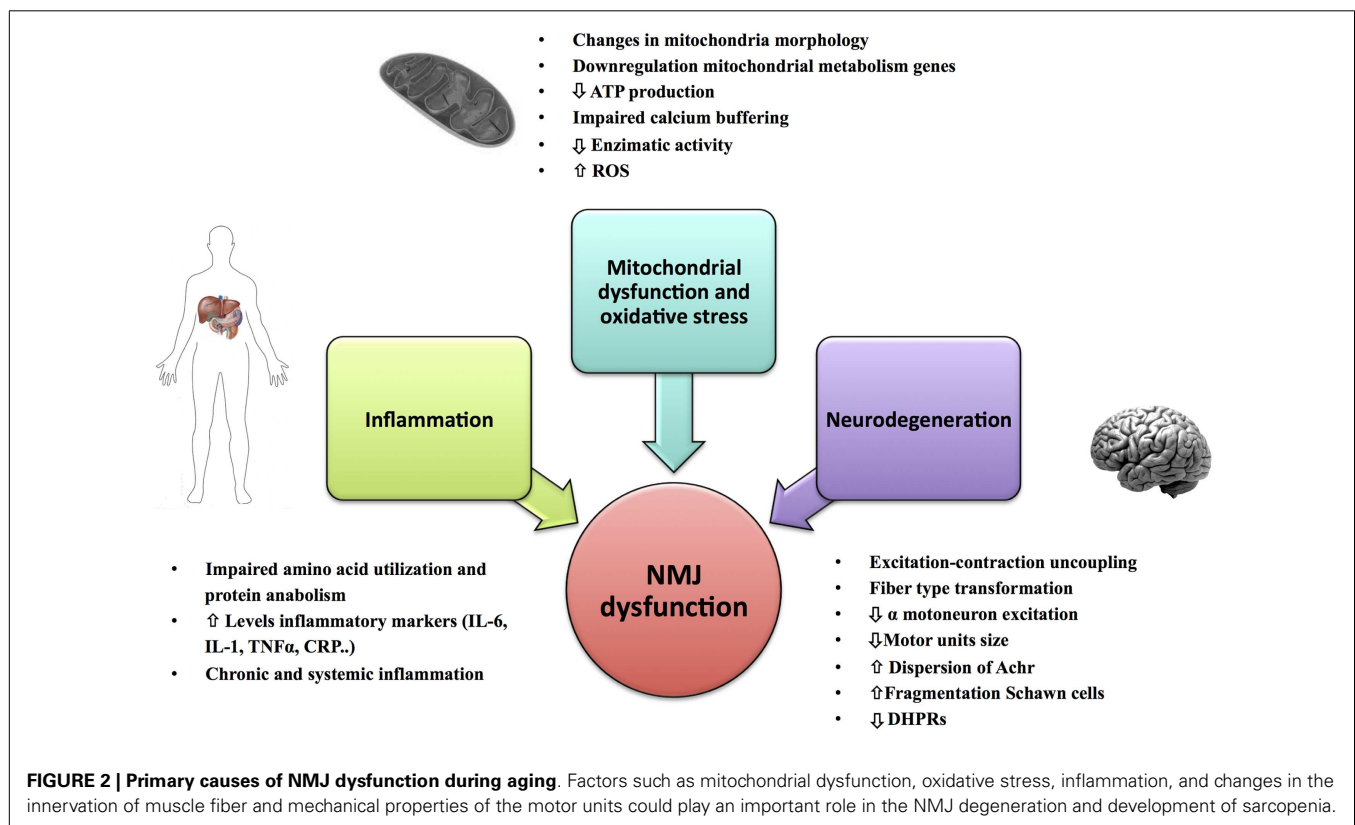 • Changes in mitochondria morphology
• Downregulation mitochondrial metabolism genes
• ⇩ ATP production
• Impaired calcium buffering
• ⇩ Enzimatic activity
• ⇧ ROS
Mitochondrial
dysfunction and
oxidative stress
Inflammation
Neurodegeneration
NMJ
dysfunction
• Impaired amino acid utilization and
protein anabolism
• ⇧ Levels inflammatory markers (IL-6,
IL-1, TNFα, CRP..)
• Chronic and systemic inflammation
• Excitation-contraction uncoupling
• Fiber type transformation
• ⇩ α motoneuron excitation
• ⇩Motor units size
• ⇧ Dispersion of Achr
• ⇧Fragmentation Schawn cells
• ⇩ DHPRs
FIGURE 2 | Primary causes of NMJ dysfunction during aging. Factors such as mitochondrial dysfunction, oxidative stress, inflammation, and changes in the
innervation of muscle fiber and mechanical properties of the motor units could play an important role in the NMJ degeneration and development of sarcopenia.